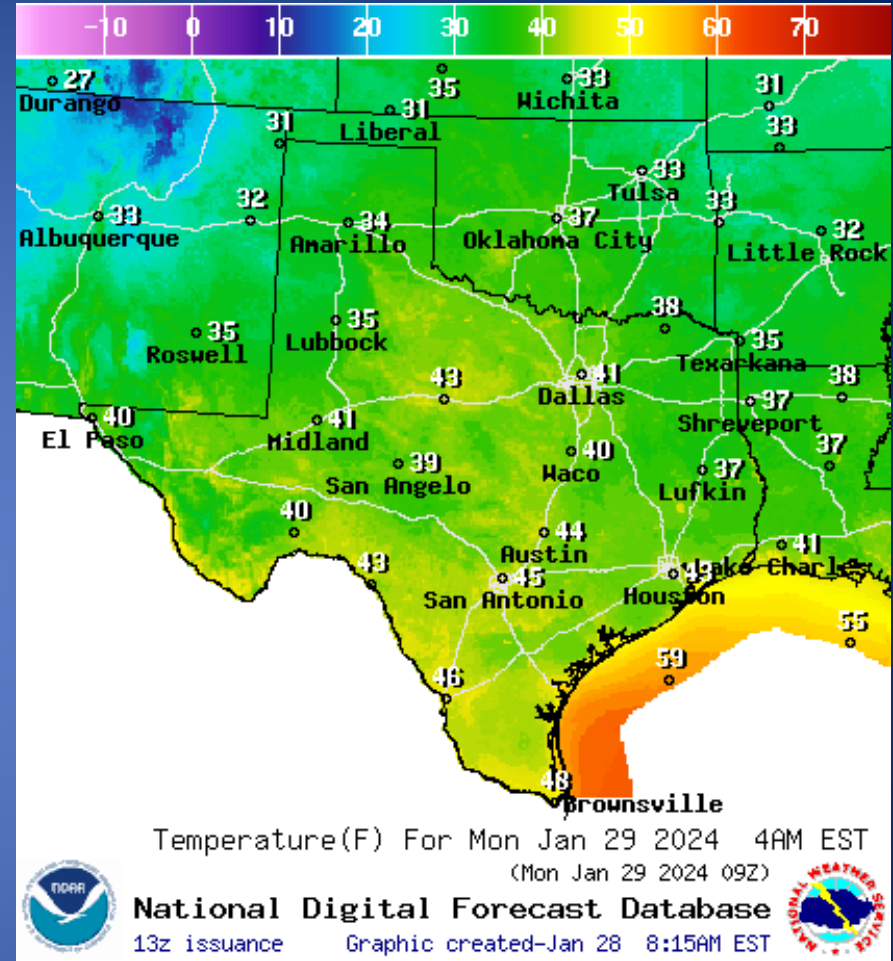 -10 0 10 20 30 40 50 60 70
27
Durango
35
33
Wichita
31
31
Liberal
31
33
33
Tulsa
33
Albuquerque
32
34
Amarillo
37
Oklahoma City
33
32
Little Rock
35
Roswell
35
Lubbock
38
35
Texarkana
41
Dallas
43
38
37
Shreveport
40
El Paso
41
Midland
39
San Angelo
40
Waco
37
Lufkin
37
40
44
Austin
41
Lake Charles
43
45
San Antonio
43
Houston
55
59
46
48
Brownsville
Temperature(F) For Mon Jan 29 2024 4AM EST
(Mon Jan 29 2024 09Z)
NOAA
National Digital Forecast Database
13z issuance Graphic created-Jan 28 8:15AM EST
NATIONAL WEATHER SERVICE